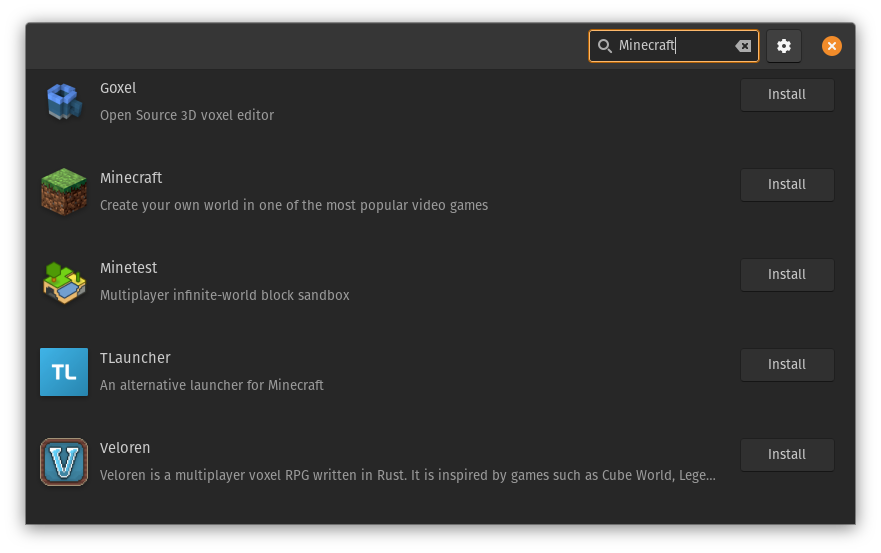 Minecraft
Goxel
Install
Open Source 3D voxel editor
Minecraft
Install
Create your own world in one of the most popular video games
Minetest
Install
Multiplayer infinite-world block sandbox
TL
TLauncher
Install
An alternative launcher for Minecraft
V
Veloren
Install
Veloren is a multiplayer voxel RPG written in Rust. It is inspired by games such as Cube World, Lege...